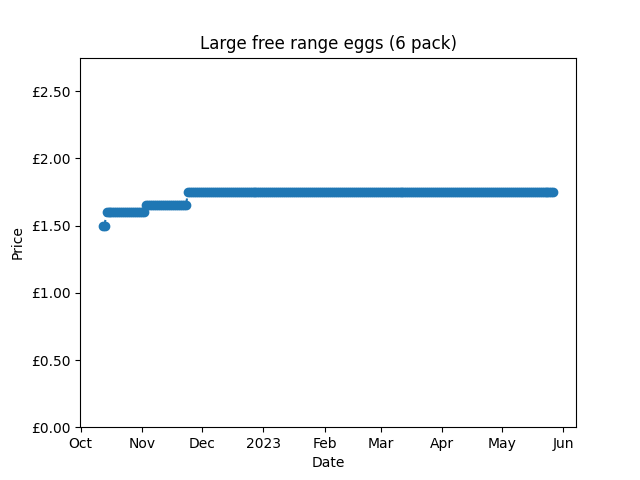 Large free range eggs (6 pack)
£2.50
£2.00
£1.50
£1.00
£0.50
£0.00
Price
Oct Nov Dec 2023 Feb Mar Apr May Jun
Date